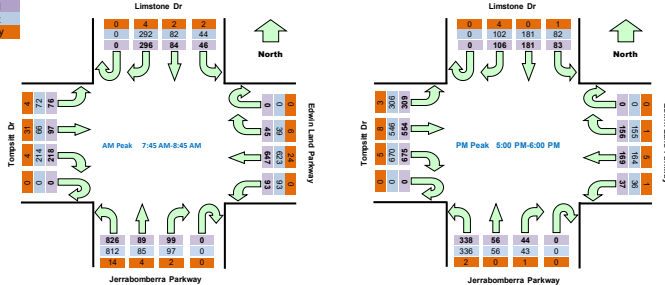 Limstone Dr
0 4 2 2
0 292 82 44
0 296 84 46
North
Tompsitt Dr
4 72 76
31 66 97
4 214 218
0 0 0
AM Peak 7:45 AM-8:45 AM
0 0 0
45 39 6
647 623 24
93 93 0
Edwin Land Parkway
826 89 99 0
812 85 97 0
14 4 2 0
Jerrabomberra Parkway
Limstone Dr
0 4 0 1
0 102 181 82
0 106 181 83
North
Tompsitt Dr
3 306 309
8 546 554
5 670 675
0 0 0
PM Peak 5:00 PM-6:00 PM
0 0 0
156 155 1
169 164 5
37 36 1
338 56 44 0
336 56 43 0
2 0 1 0
Jerrabomberra Parkway